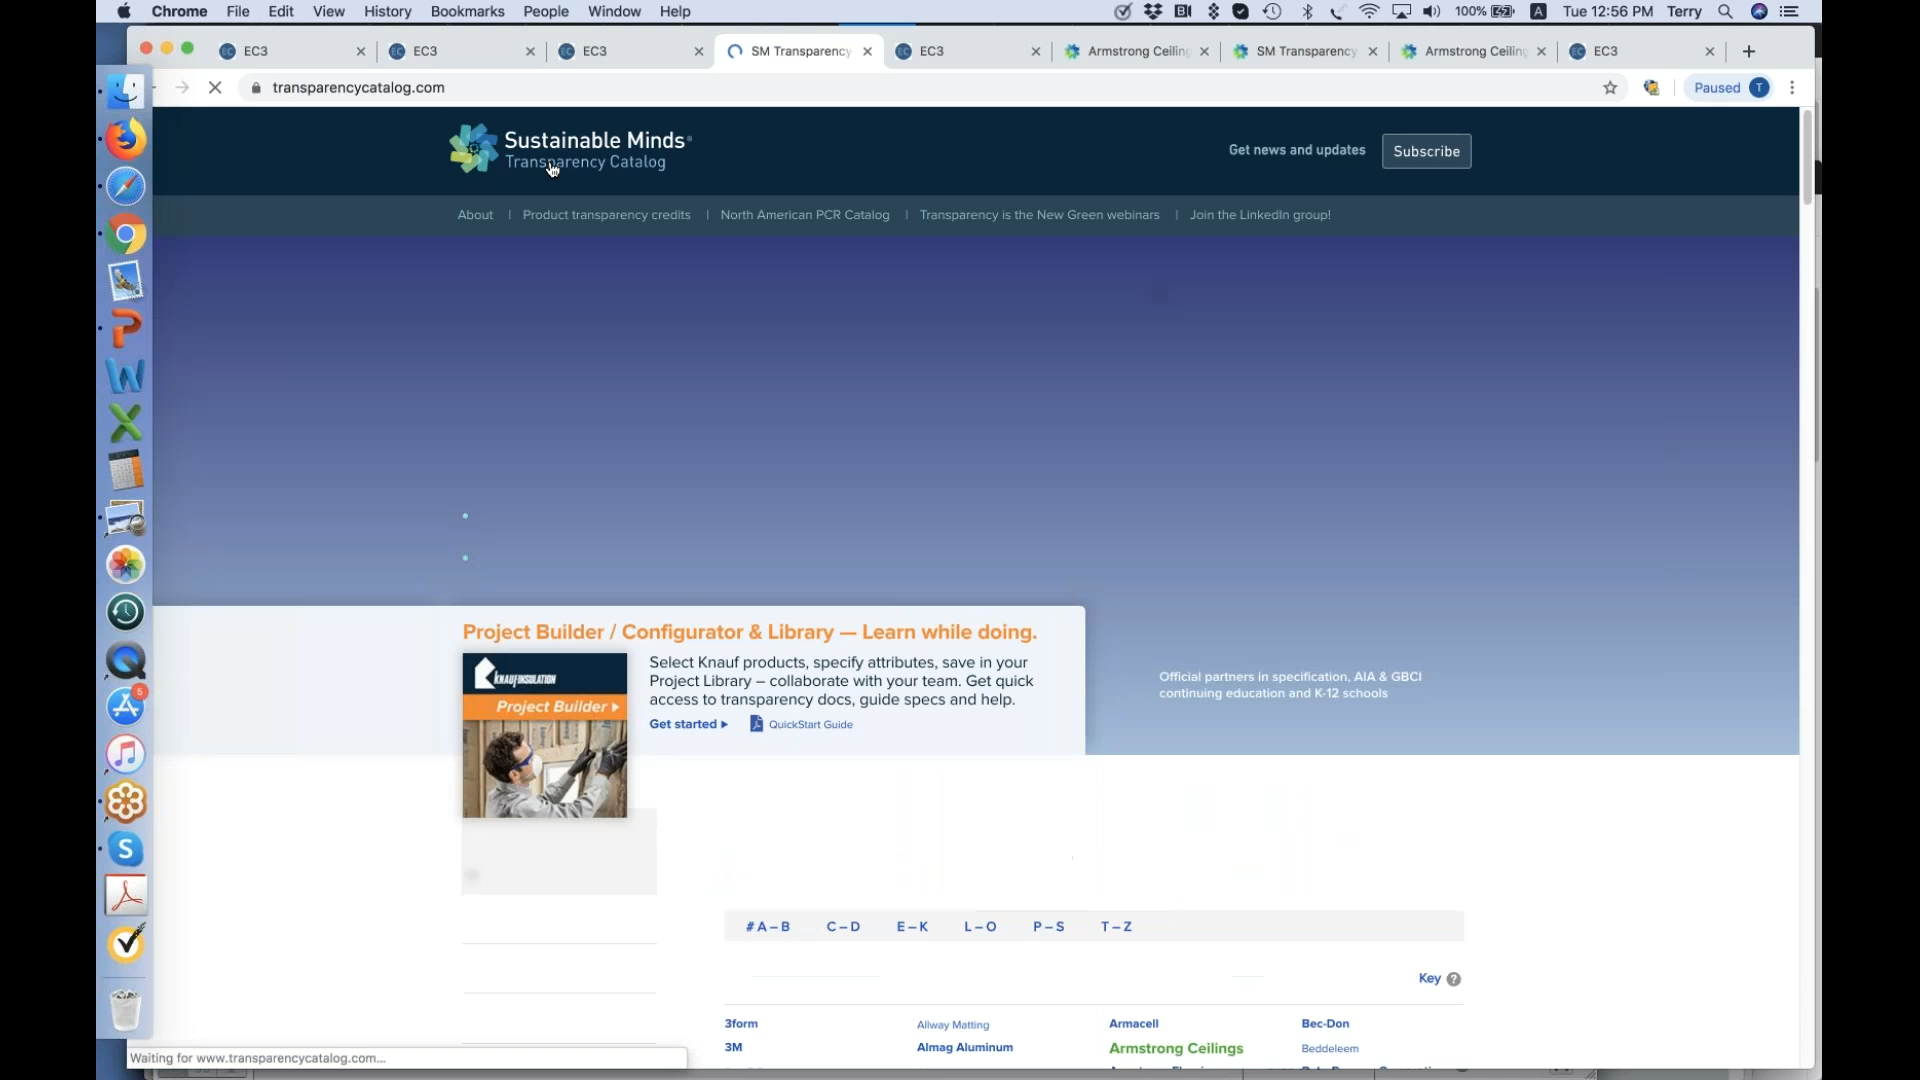 Chrome File Edit View History Bookmarks People Window Help 100% A Tue 12:56 PM Terry
EC3 EC3 EC3 SM Transparency EC3 Armstrong Ceiling SM Transparency Armstrong Ceiling EC3
transparencycatalog.com Paused T
Sustainable Minds®
Transparency Catalog
Get news and updates Subscribe
About | Product transparency credits | North American PCR Catalog | Transparency is the New Green webinars | Join the LinkedIn group!
Project Builder / Configurator & Library — Learn while doing.
KNAUFINSULATION
Project Builder
Select Knauf products, specify attributes, save in your
Project Library – collaborate with your team. Get quick
access to transparency docs, guide specs and help.
Get started QuickStart Guide
Official partners in specification, AIA & GBCI
continuing education and K-12 schools
5
# A – B C – D E – K L – O P – S T – Z
Key ?
3form Allway Matting Armacell Bec-Don
3M Almag Aluminum Armstrong Ceilings Beddeleem
Waiting for www.transparencycatalog.com...